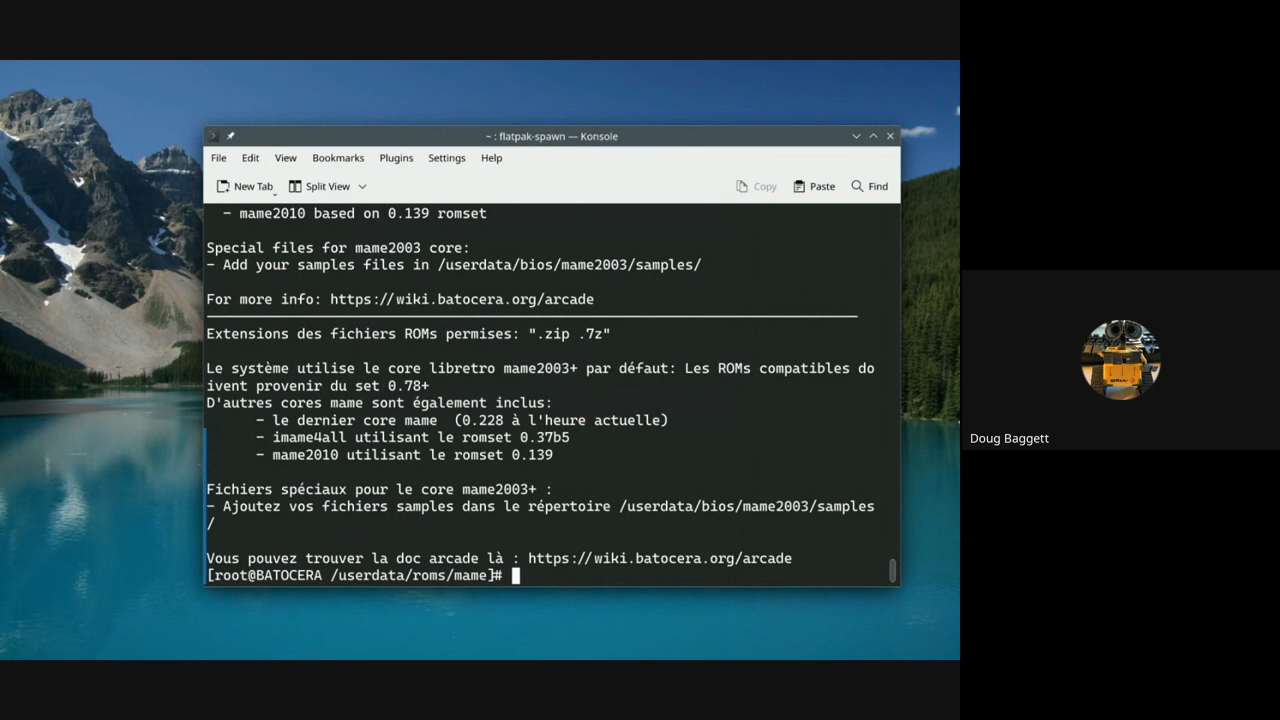 ~ : flatpak-spawn — Konsole
File Edit View Bookmarks Plugins Settings Help
New Tab Split View Copy Paste Find
- mame2010 based on 0.139 romset
Special files for mame2003 core:
- Add your samples files in /userdata/bios/mame2003/samples/
For more info: https://wiki.batocera.org/arcade
Extensions des fichiers ROMs permises: ".zip .7z"
Le système utilise le core libretro mame2003+ par défaut: Les ROMs compatibles do
ivent provenir du set 0.78+
D'autres cores mame sont également inclus:
- le dernier core mame  (0.228 à l'heure actuelle)
- imame4all utilisant le romset 0.37b5
- mame2010 utilisant le romset 0.139
Fichiers spéciaux pour le core mame2003+ :
- Ajoutez vos fichiers samples dans le répertoire /userdata/bios/mame2003/samples
/
Vous pouvez trouver la doc arcade là : https://wiki.batocera.org/arcade
[root@BATOCERA /userdata/roms/mame]#
Doug Baggett